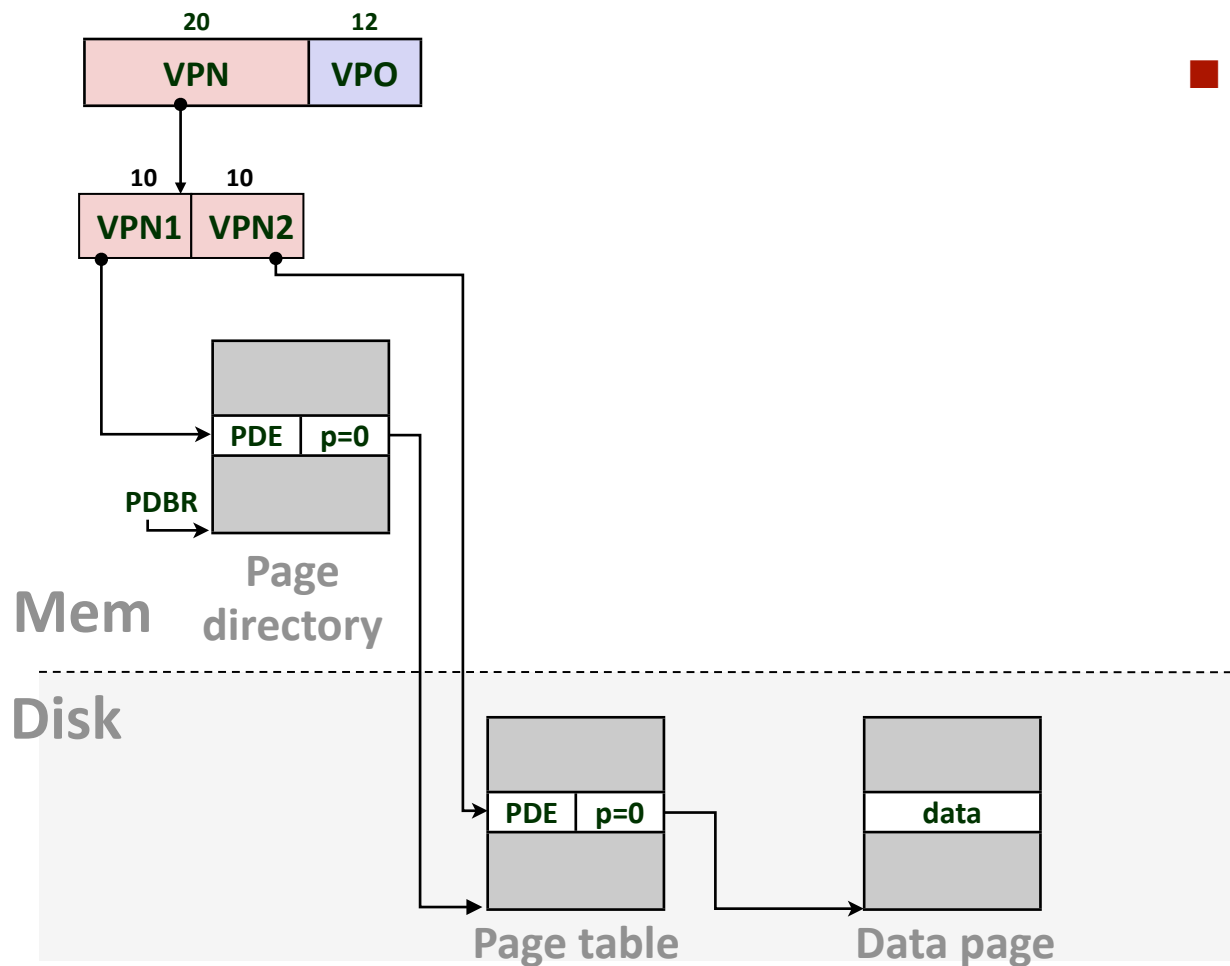 20 12
VPN VPO
10 10
VPN1 VPN2
PDE p=0
PDBR
Page
directory
Mem
Disk
PDE p=0
data
Page table
Data page